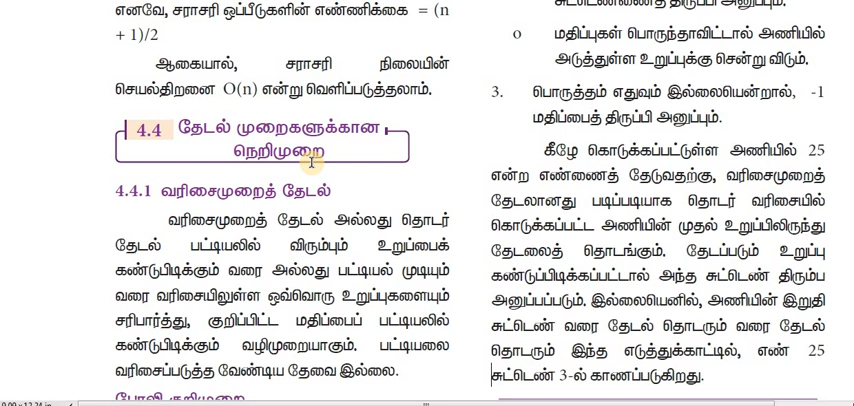 எனவே, சராசரி ஒப்பீடுகளின் எண்ணிக்கை = (n
+ 1)/2
ஆகையால், சராசரி நிலையின்
செயல்திறனை O(n) என்று வெளிப்படுத்தலாம்.
4.4 தேடல் முறைகளுக்கான
நெறிமுறை
4.4.1 வரிசைமுறைத் தேடல்
வரிசைமுறைத் தேடல் அல்லது தொடர்
தேடல் பட்டியலில் விரும்பும் உறுப்பைக்
கண்டுபிடிக்கும் வரை அல்லது பட்டியல் முடியும்
வரை வரிசையிலுள்ள ஒவ்வொரு உறுப்புகளையும்
சரிபார்த்து, குறிப்பிட்ட மதிப்பைப் பட்டியலில்
கண்டுபிடிக்கும் வழிமுறையாகும். பட்டியலை
வரிசைப்படுத்த வேண்டிய தேவை இல்லை.
போலி குறிமுறை
சுட்டெண்ணைத் திருப்பி அனுப்பும்.
o மதிப்புகள் பொருந்தாவிட்டால் அணியில்
அடுத்துள்ள உறுப்புக்கு சென்று விடும்.
3. பொருத்தம் எதுவும் இல்லையென்றால், -1
மதிப்பைத் திருப்பி அனுப்பும்.
கீழே கொடுக்கப்பட்டுள்ள அணியில் 25
என்ற எண்ணைத் தேடுவதற்கு, வரிசைமுறைத்
தேடலானது படிப்படியாக தொடர் வரிசையில்
கொடுக்கப்பட்ட அணியின் முதல் உறுப்பிலிருந்து
தேடலைத் தொடங்கும். தேடப்படும் உறுப்பு
கண்டுப்பிடிக்கப்பட்டால் அந்த சுட்டெண் திரும்ப
அனுப்பப்படும். இல்லையெனில், அணியின் இறுதி
சுட்டெண் வரை தேடல் தொடரும் வரை தேடல்
தொடரும் இந்த எடுத்துக்காட்டில், எண் 25
சுட்டெண் 3-ல் காணப்படுகிறது.